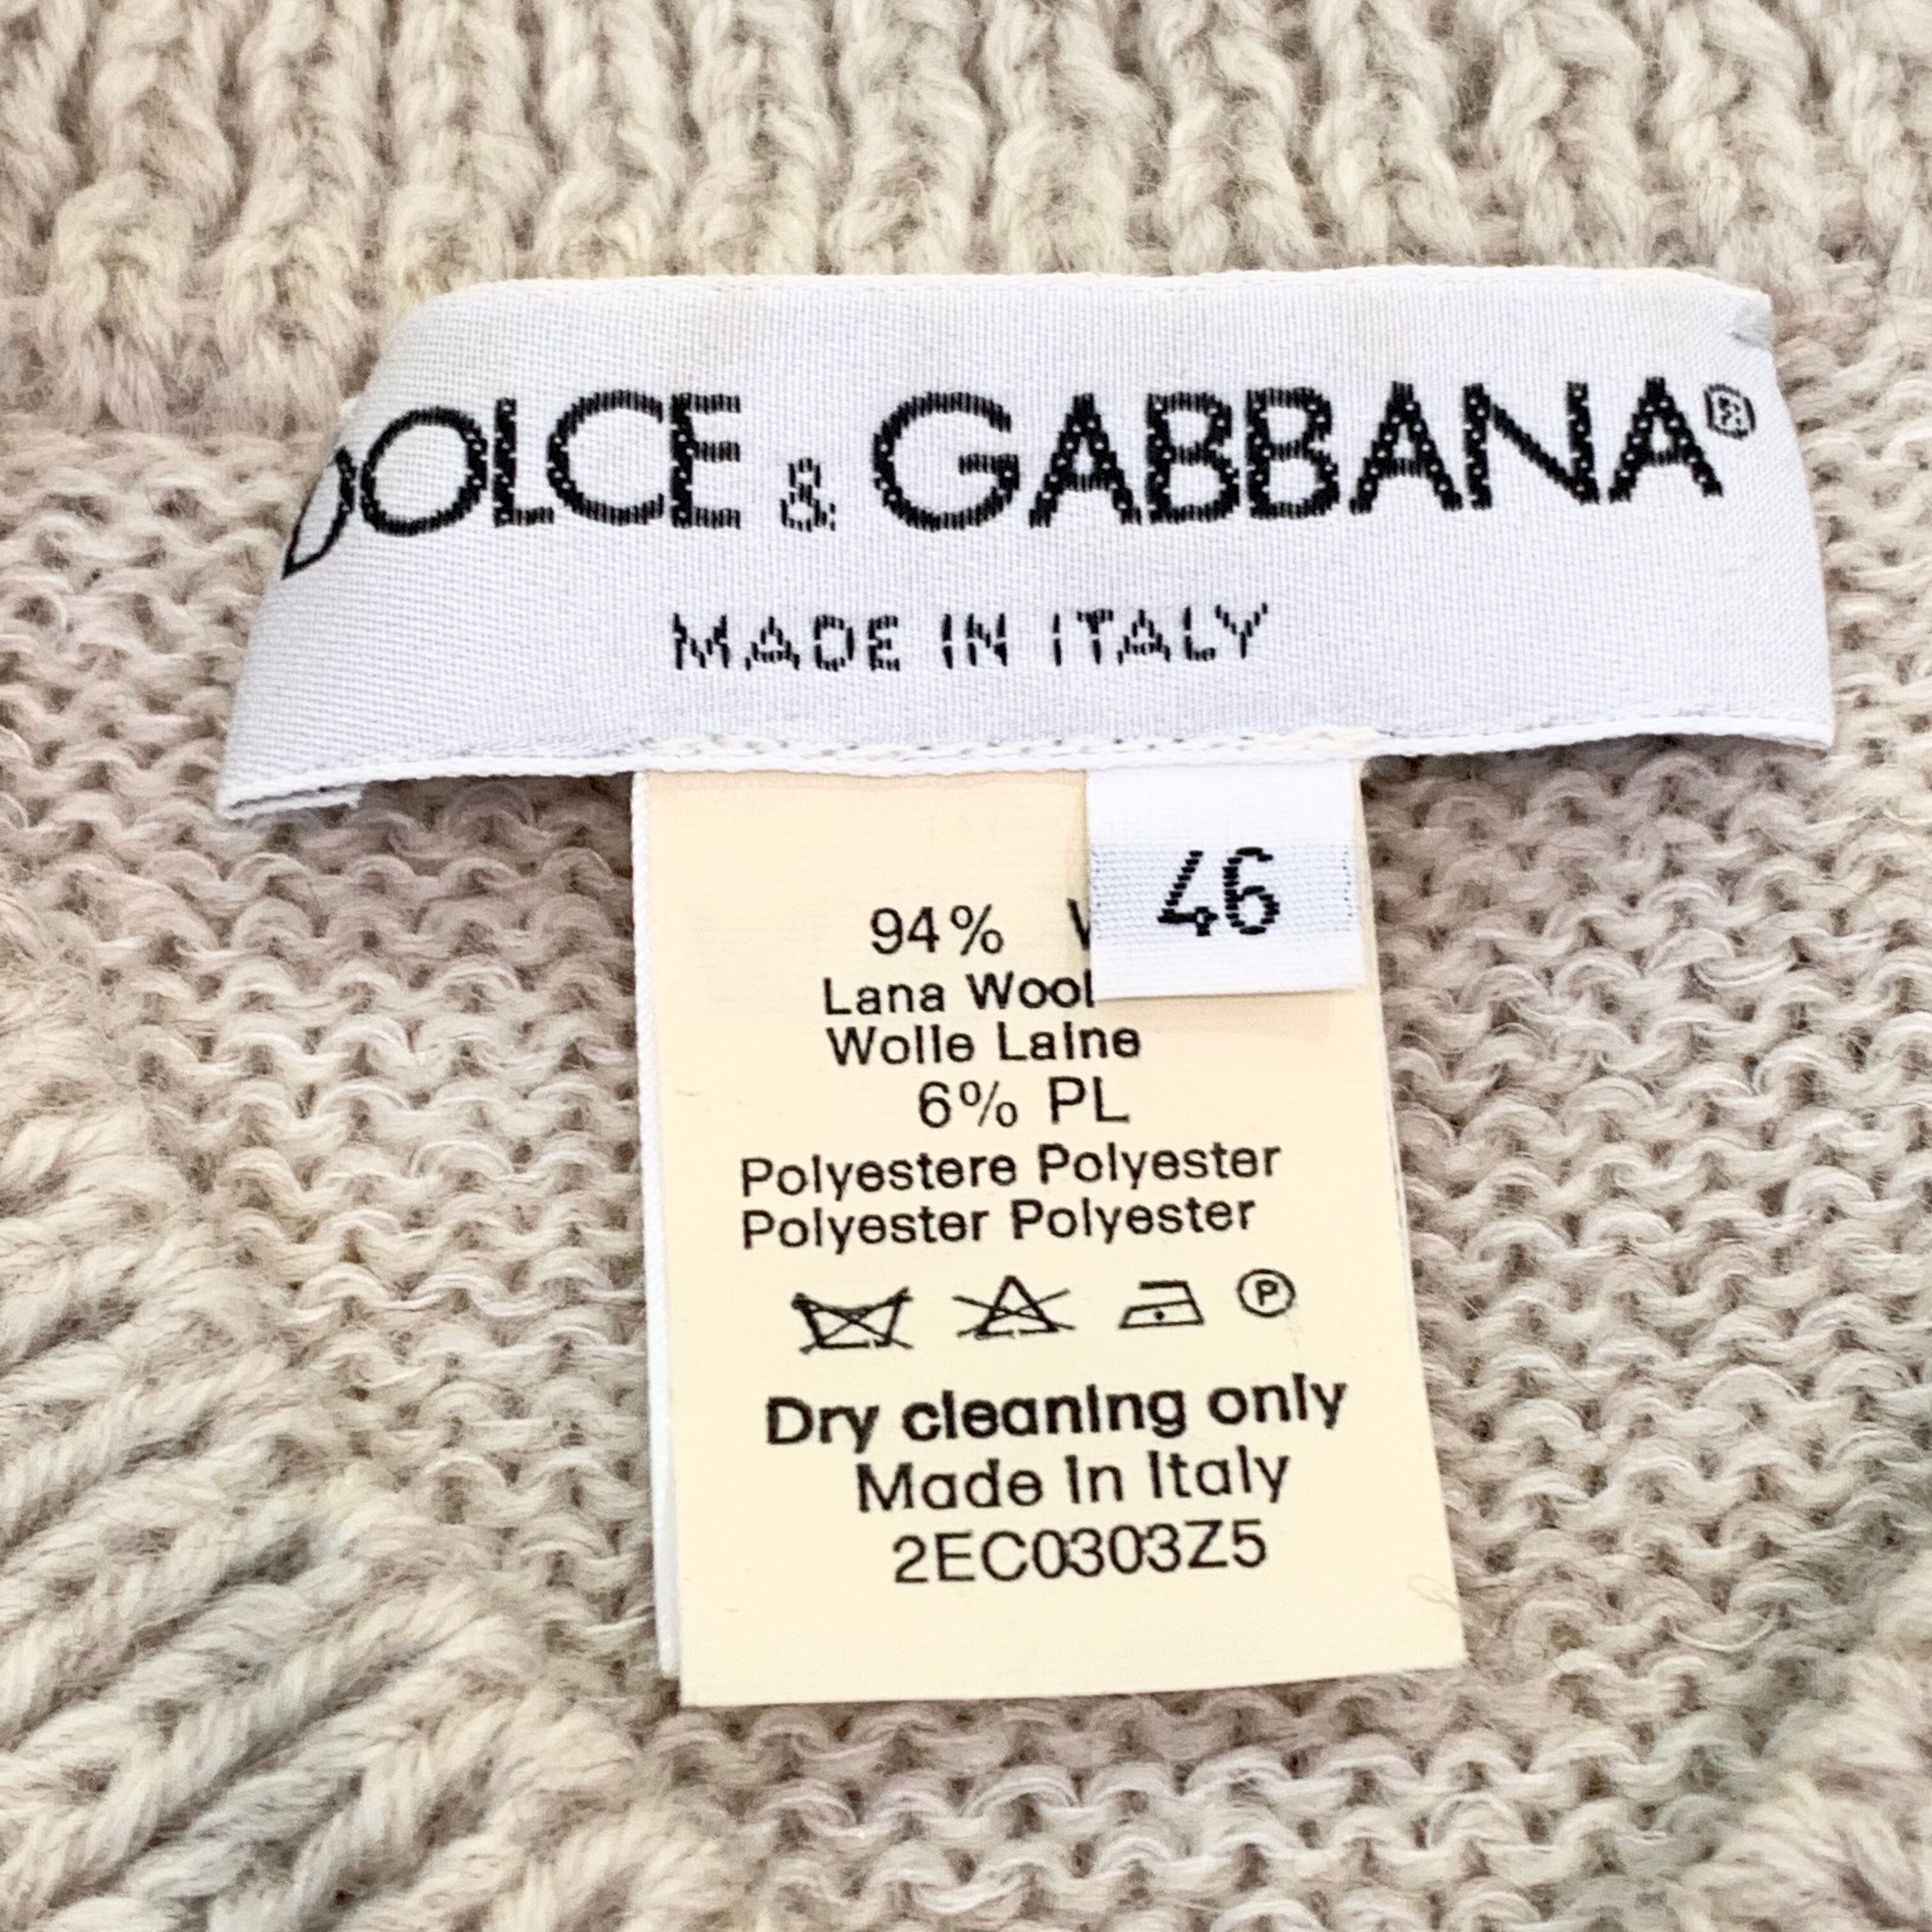 DOLCE & GABBANA®
MADE IN ITALY
46
94%
Lana Wool
Wolle Laine
6% PL
Polyestere Polyester
Polyester Polyester
P
Dry cleaning only
Made In Italy
2EC0303Z5